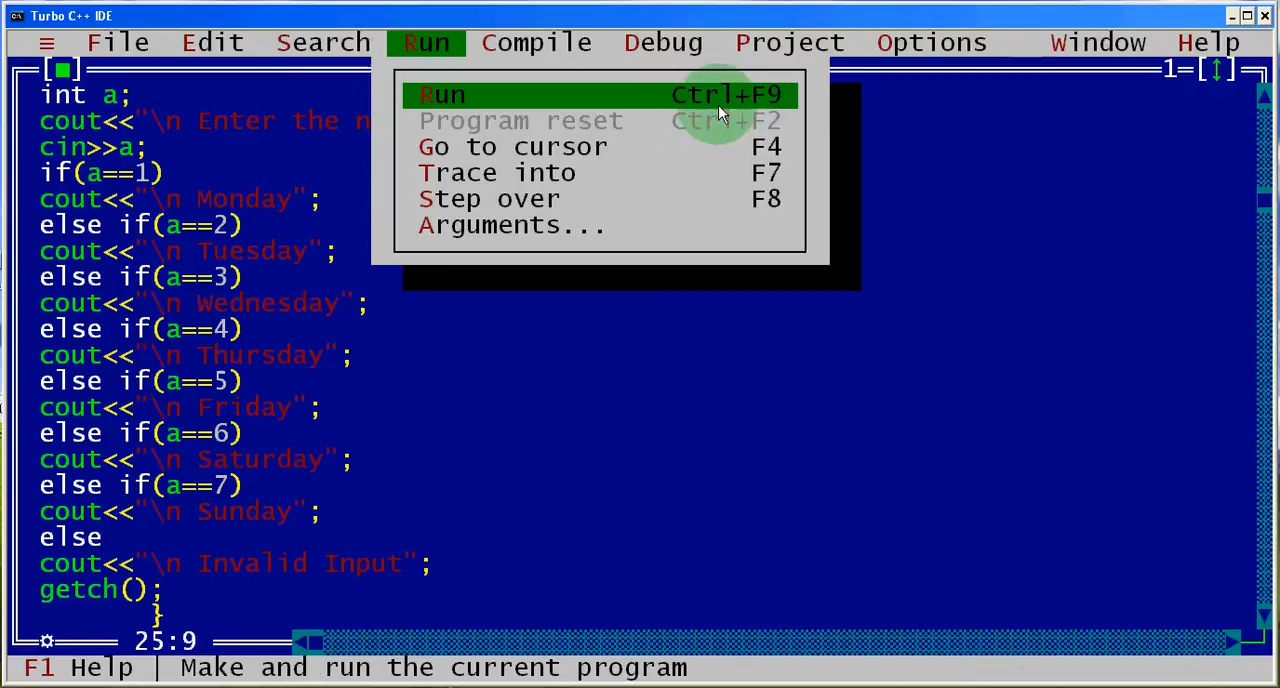 Turbo C++ IDE
≡ File Edit Search Run Compile Debug Project Options Window Help
1=[↕]
Run Ctrl+F9
Program reset Ctrl+F2
Go to cursor F4
Trace into F7
Step over F8
Arguments...
int a;
cout<<"\n Enter the n
cin>>a;
if(a==1)
cout<<"\n Monday";
else if(a==2)
cout<<"\n Tuesday";
else if(a==3)
cout<<"\n Wednesday";
else if(a==4)
cout<<"\n Thursday";
else if(a==5)
cout<<"\n Friday";
else if(a==6)
cout<<"\n Saturday";
else if(a==7)
cout<<"\n Sunday";
else
cout<<"\n Invalid Input";
getch();
}
25:9
F1 Help | Make and run the current program